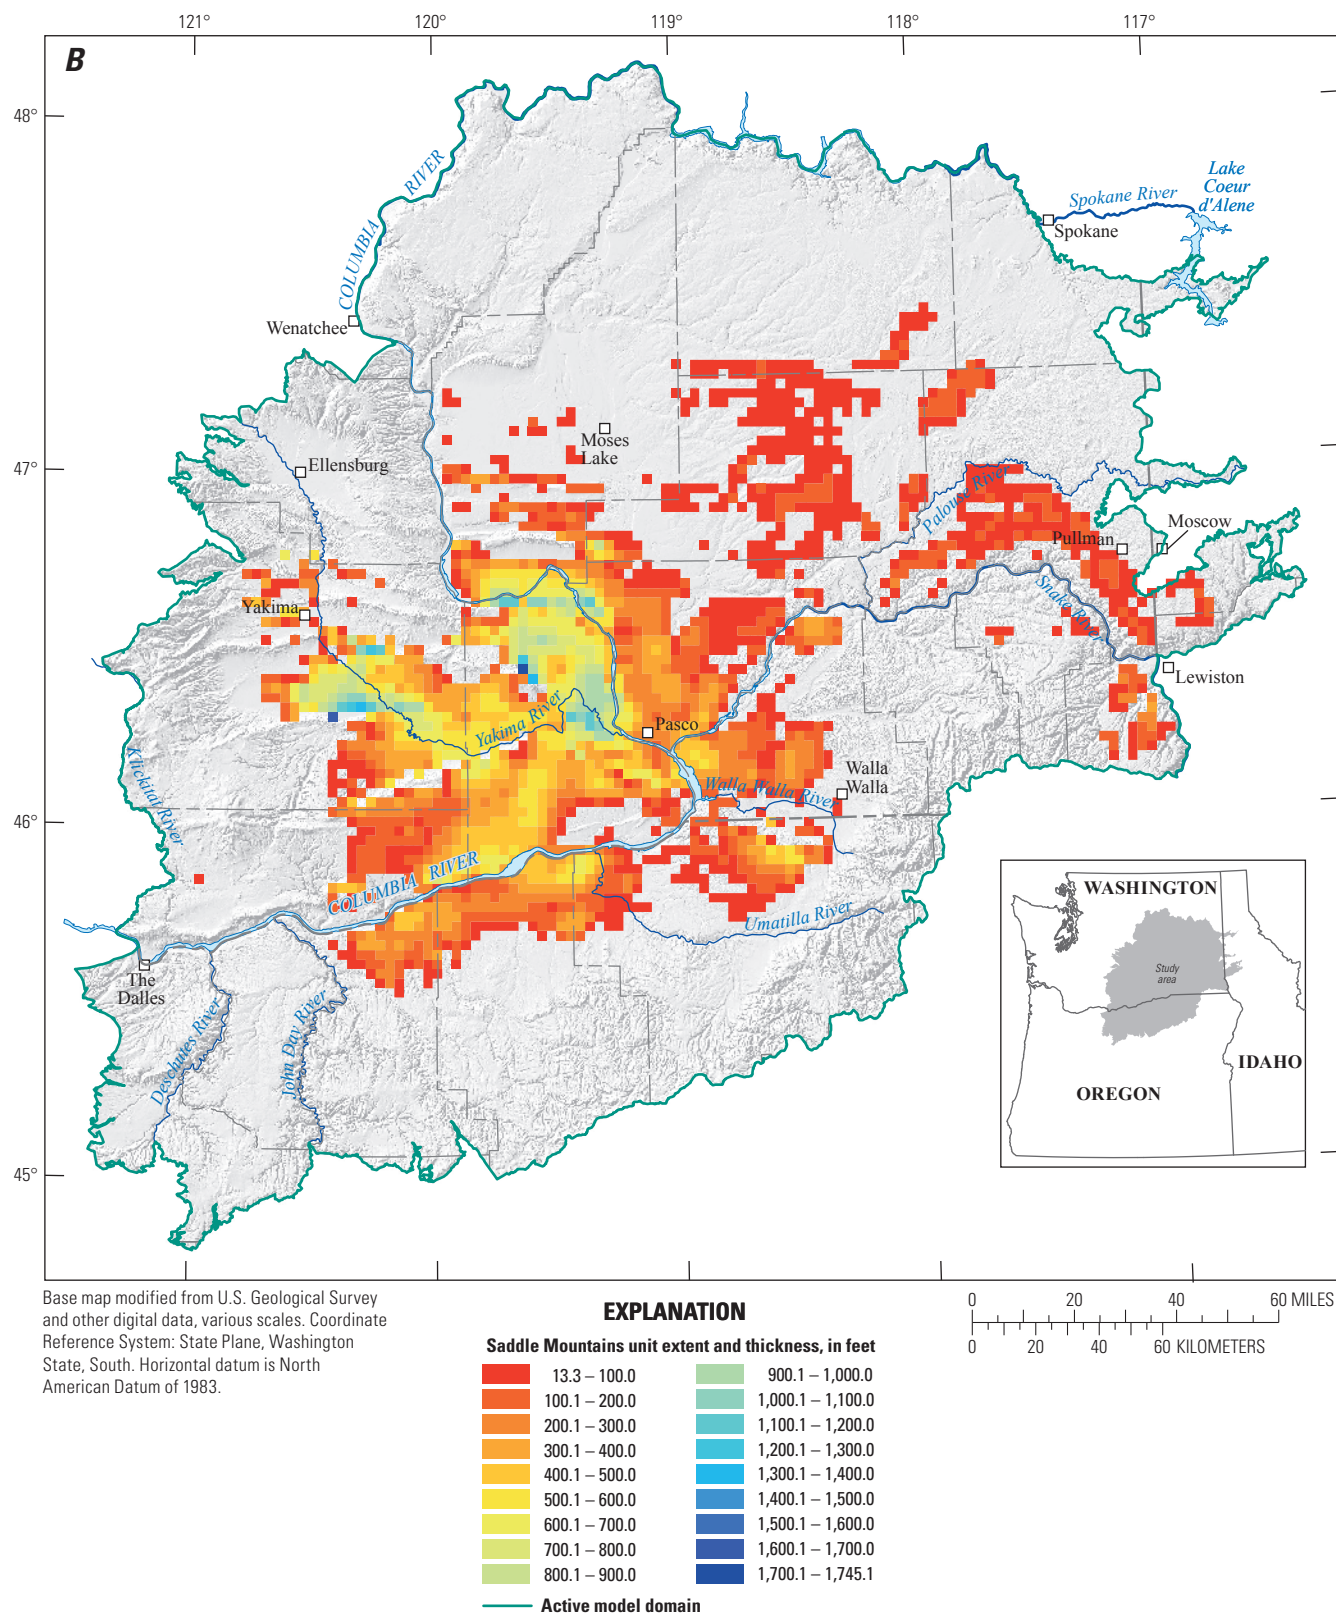 121°
120°
119°
118°
117°
B
48°
47°
46°
45°
COLUMBIA RIVER
Lake
Coeur
d'Alene
Spokane River
Spokane
Wenatchee
Moses
Lake
Ellensburg
Palouse River
Pullman
Moscow
Yakima
Snake River
Lewiston
Yakima River
Pasco
Klickitat River
Walla
Walla
Walla Walla River
COLUMBIA RIVER
Umatilla River
The
Dalles
Deschutes River
John Day River
WASHINGTON
Study
area
IDAHO
OREGON
Base map modified from U.S. Geological Survey
and other digital data, various scales. Coordinate
Reference System: State Plane, Washington
State, South. Horizontal datum is North
American Datum of 1983.
0 20 40 60 MILES
0 20 40 60 KILOMETERS
EXPLANATION
Saddle Mountains unit extent and thickness, in feet
13.3 – 100.0
100.1 – 200.0
200.1 – 300.0
300.1 – 400.0
400.1 – 500.0
500.1 – 600.0
600.1 – 700.0
700.1 – 800.0
800.1 – 900.0
900.1 – 1,000.0
1,000.1 – 1,100.0
1,100.1 – 1,200.0
1,200.1 – 1,300.0
1,300.1 – 1,400.0
1,400.1 – 1,500.0
1,500.1 – 1,600.0
1,600.1 – 1,700.0
1,700.1 – 1,745.1
Active model domain